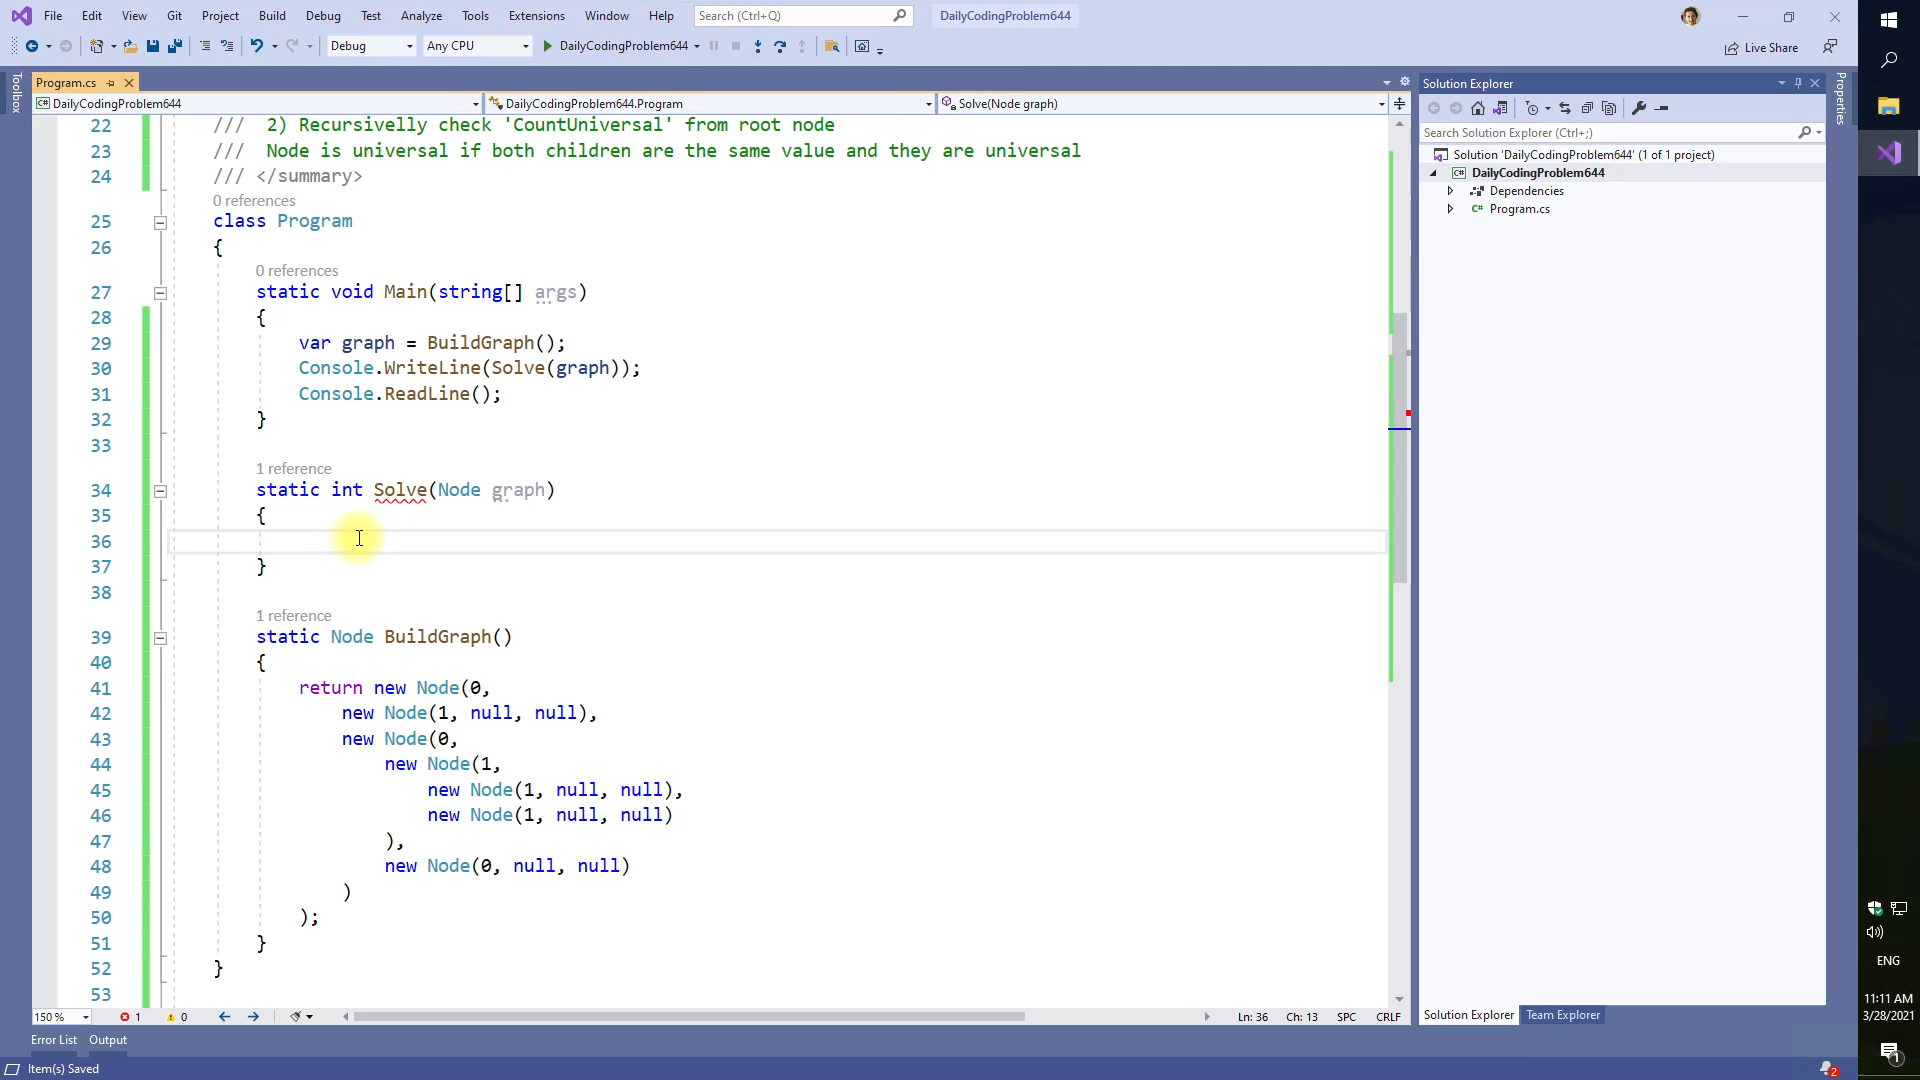 File Edit View Git Project Build Debug Test Analyze Tools Extensions Window Help Search (Ctrl+Q) DailyCodingProblem644
Debug Any CPU DailyCodingProblem644 Live Share
Toolbox
Program.cs
DailyCodingProblem644 DailyCodingProblem644.Program Solve(Node graph)
22 /// 2) Recursivelly check 'CountUniversal' from root node
23 /// Node is universal if both children are the same value and they are universal
24 /// </summary>
0 references
25 class Program
26 {
0 references
27 static void Main(string[] args)
28 {
29 var graph = BuildGraph();
30 Console.WriteLine(Solve(graph));
31 Console.ReadLine();
32 }
33
1 reference
34 static int Solve(Node graph)
35 {
36
37 }
38
1 reference
39 static Node BuildGraph()
40 {
41 return new Node(0,
42 new Node(1, null, null),
43 new Node(0,
44 new Node(1,
45 new Node(1, null, null),
46 new Node(1, null, null)
47 ),
48 new Node(0, null, null)
49 )
50 );
51 }
52 }
53
150 % 1 0 Ln: 36 Ch: 13 SPC CRLF
Error List Output
Item(s) Saved
Solution Explorer
Search Solution Explorer (Ctrl+;)
Solution 'DailyCodingProblem644' (1 of 1 project)
C# DailyCodingProblem644
Dependencies
C# Program.cs
Solution Explorer Team Explorer
Properties
ENG
11:11 AM
3/28/2021
1
2